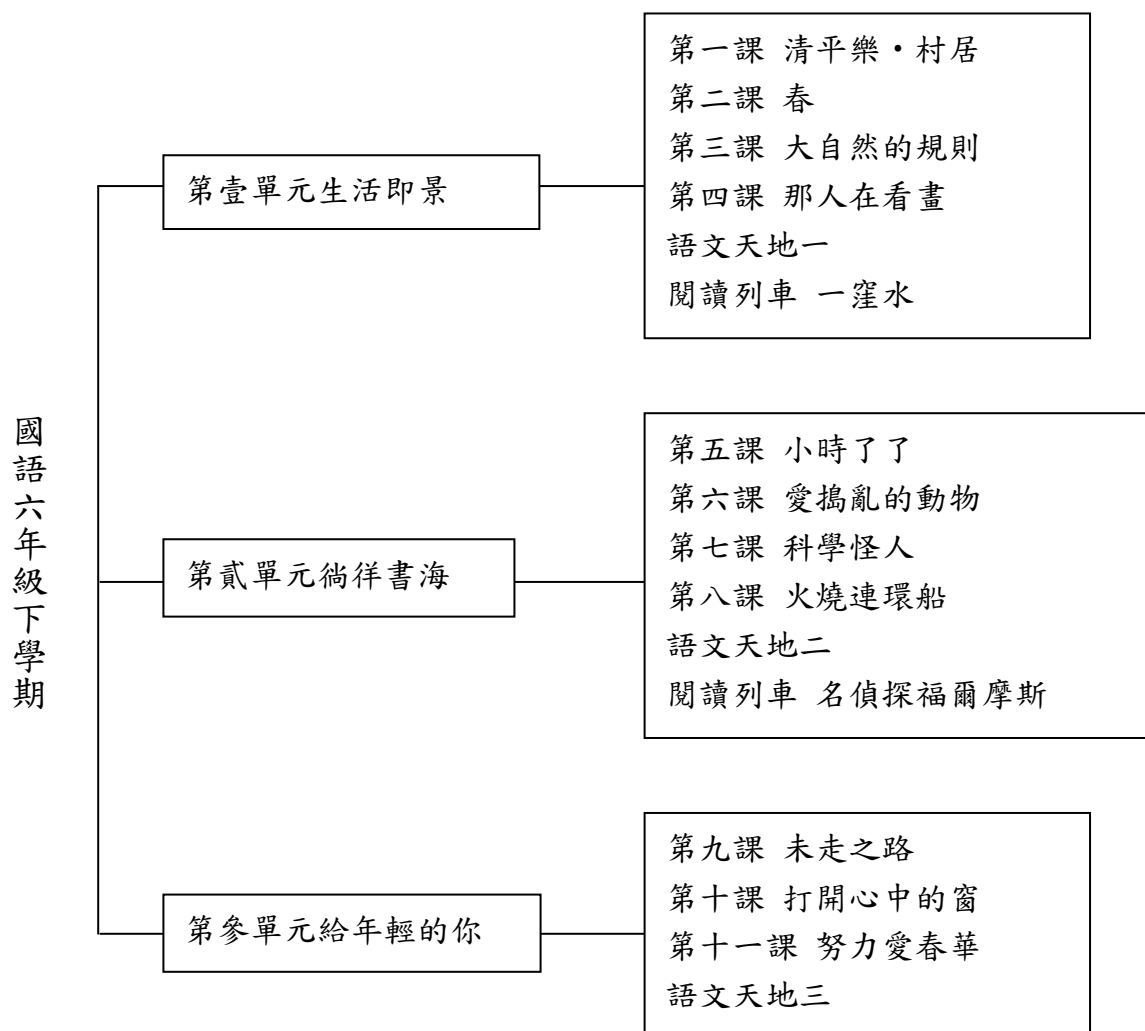 國語六年級下學期
第壹單元生活即景
第一課 清平樂・村居
第二課 春
第三課 大自然的規則
第四課 那人在看畫
語文天地一
閱讀列車 一窪水
第貳單元徜徉書海
第五課 小時了了
第六課 愛搗亂的動物
第七課 科學怪人
第八課 火燒連環船
語文天地二
閱讀列車 名偵探福爾摩斯
第參單元給年輕的你
第九課 未走之路
第十課 打開心中的窗
第十一課 努力愛春華
語文天地三